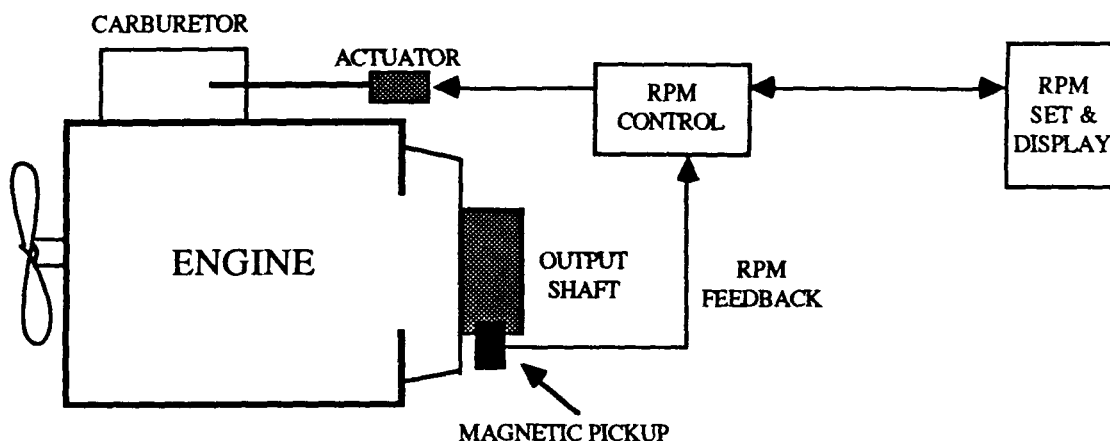 CARBURETOR
ACTUATOR
RPM
CONTROL
RPM
SET &
DISPLAY
ENGINE
OUTPUT
SHAFT
RPM
FEEDBACK
MAGNETIC PICKUP